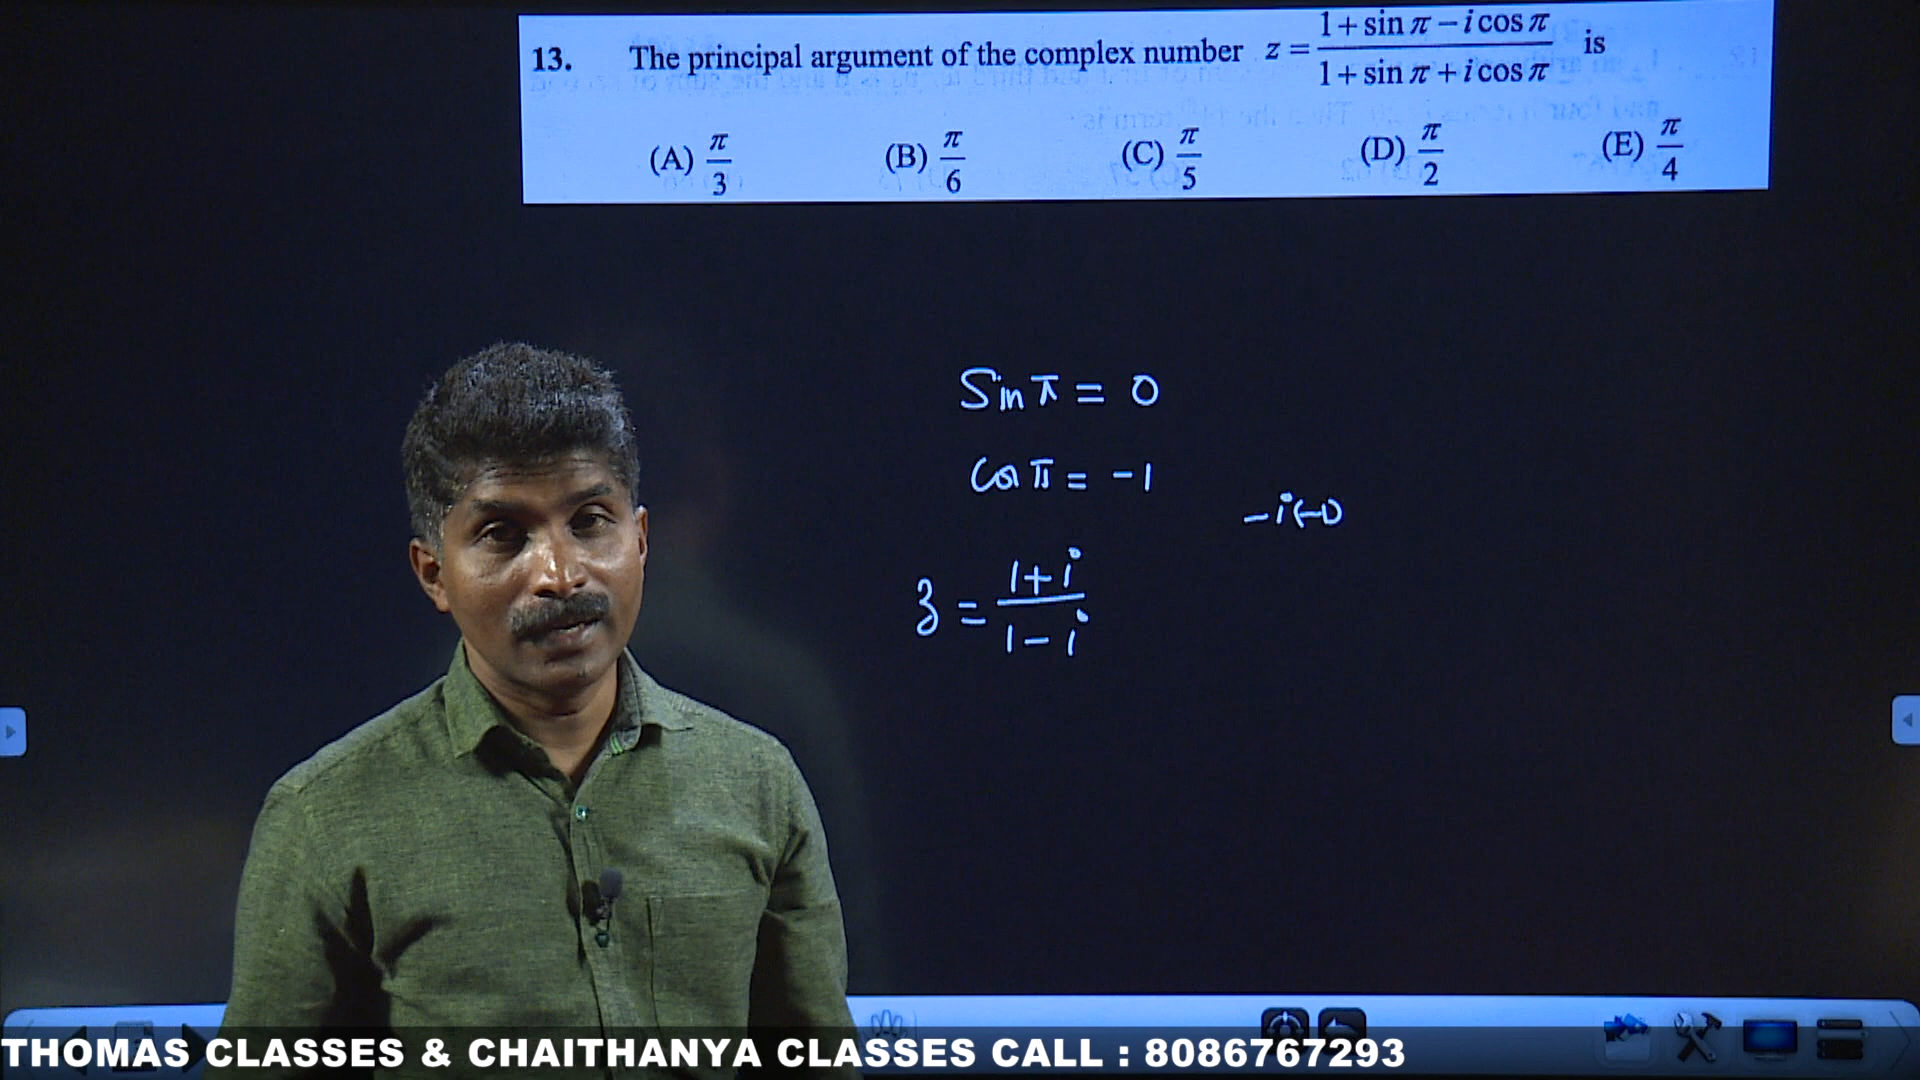 13. The principal argument of the complex number z = (1 + sin π − i cos π) / (1 + sin π + i cos π) is
(A) π/3 (B) π/6 (C) π/5 (D) π/2 (E) π/4
Sin π = 0
Cos π = -1
-i(-1)
z = (1+i)/(1-i)
THOMAS CLASSES & CHAITHANYA CLASSES CALL : 8086767293